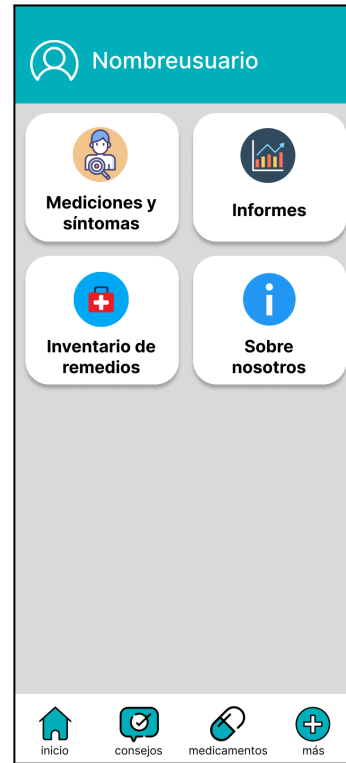 Nombreusuario
Mediciones y
síntomas
Informes
Inventario de
remedios
Sobre
nosotros
inicio
consejos
medicamentos
más